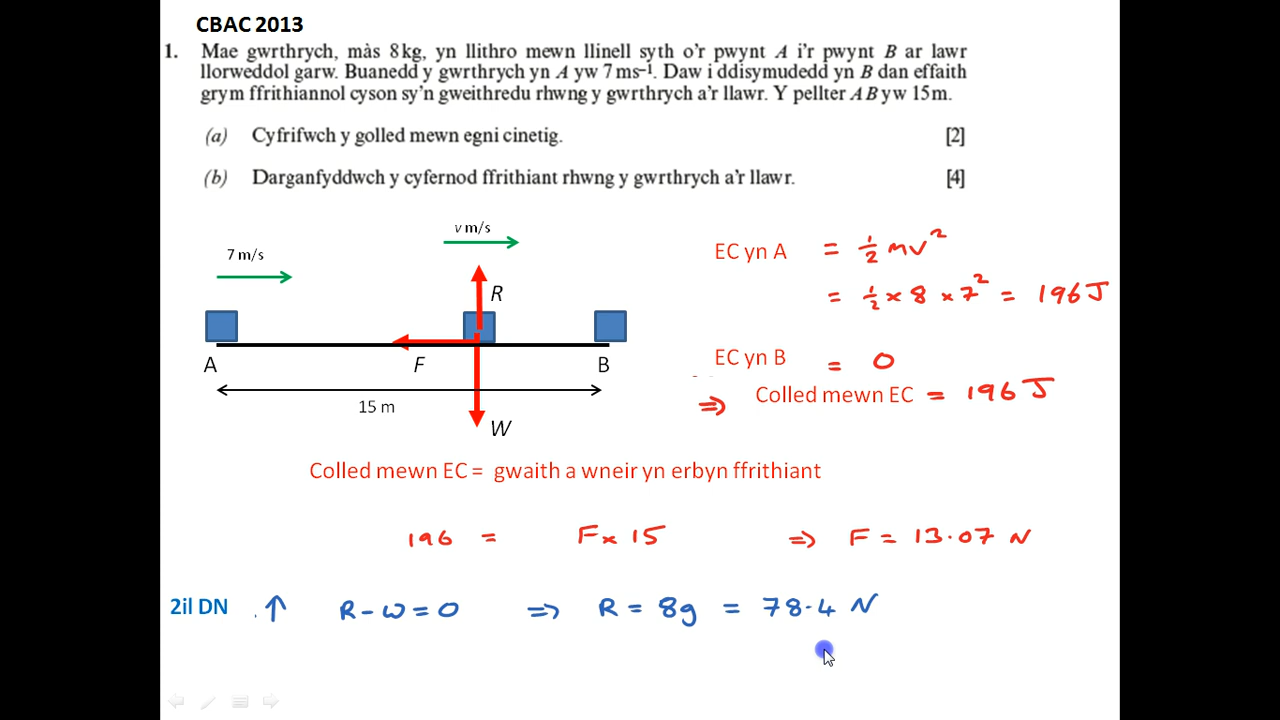 CBAC 2013
1. Mae gwrthrych, màs 8 kg, yn llithro mewn llinell syth o'r pwynt A i'r pwynt B ar lawr
llorweddol garw. Buanedd y gwrthrych yn A yw 7 ms⁻¹. Daw i ddisymudedd yn B dan effaith
grym ffrithiannol cyson sy'n gweithredu rhwng y gwrthrych a'r llawr. Y pellter AB yw 15 m.
(a) Cyfrifwch y golled mewn egni cinetig. [2]
(b) Darganfyddwch y cyfernod ffrithiant rhwng y gwrthrych a'r llawr. [4]
v m/s
7 m/s
R
A
F
B
15 m
W
EC yn A = ½ mv²
= ½ × 8 × 7² = 196 J
EC yn B = 0
⇒ Colled mewn EC = 196 J
Colled mewn EC = gwaith a wneir yn erbyn ffrithiant
196 = F × 15 ⇒ F = 13.07 N
2il DN ↑ R - W = 0 ⇒ R = 8g = 78.4 N